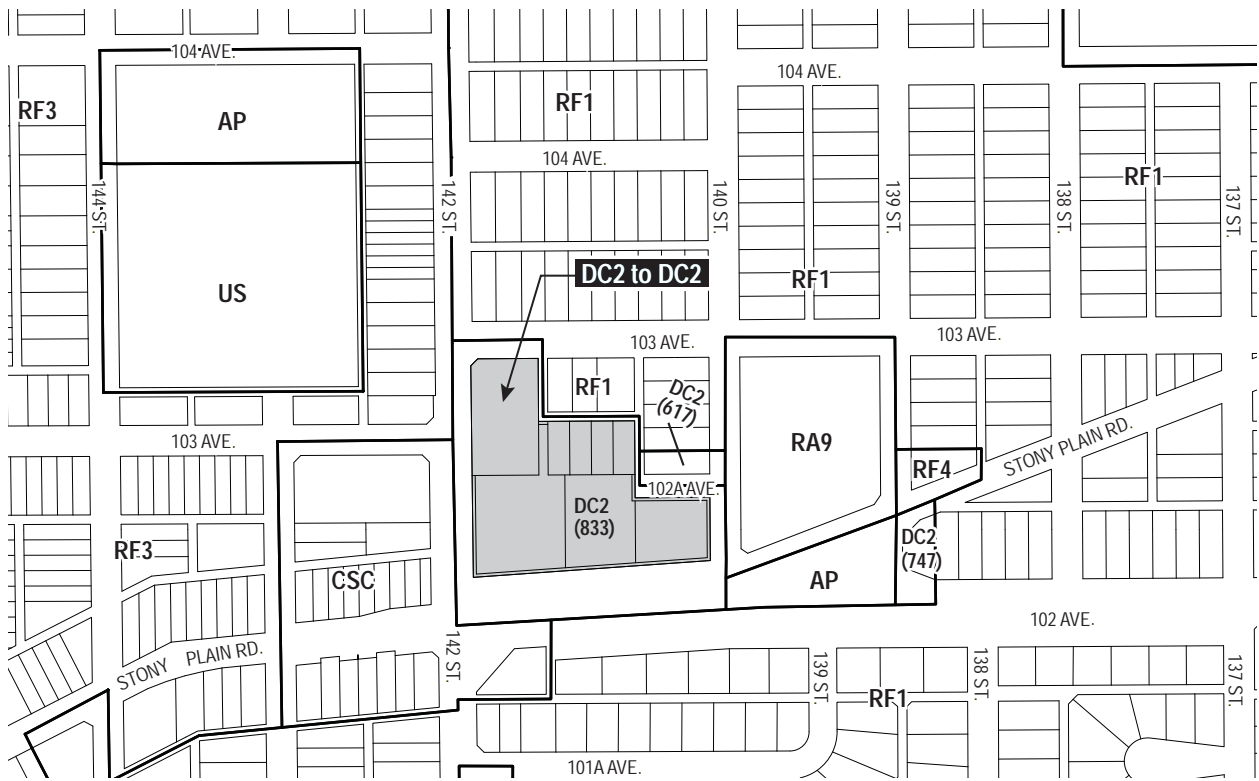 104 AVE.
104 AVE.
RF3
AP
RF1
104 AVE.
RF1
144 ST.
142 ST.
140 ST.
139 ST.
138 ST.
137 ST.
US
DC2 to DC2
RF1
103 AVE.
103 AVE.
RF1
DC2
(617)
103 AVE.
RA9
STONY PLAIN RD.
RF4
102A AVE.
DC2
(833)
DC2
(747)
RF3
CSC
AP
102 AVE.
STONY PLAIN RD.
142 ST.
139 ST.
138 ST.
137 ST.
RF1
101A AVE.